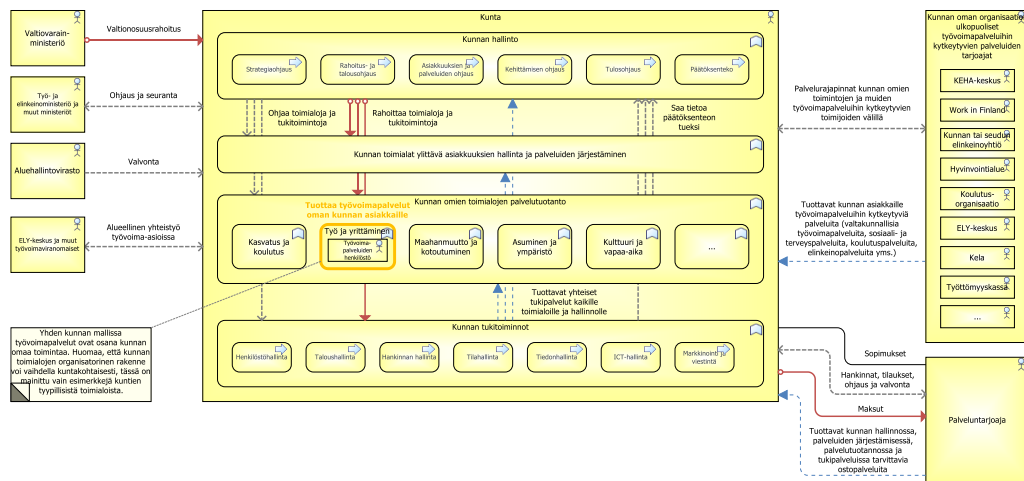 Valtiovarain-
ministeriö
Valtionosuusrahoitus
Työ- ja
elinkeinoministeriö ja
muut ministeriöt
Ohjaus ja seuranta
Aluehallintovirasto
Valvonta
ELY-keskus ja muut
työvoimaviranomaiset
Alueellinen yhteistyö
työvoima-asioissa
Yhden kunnan mallissa
työvoimapalvelut ovat osana kunnan
omaa toimintaa. Huomaa, että kunnan
toimialojen organisatorinen rakenne
voi vaihdella kuntakohtaisesti, tässä on
mainittu vain esimerkkejä kuntien
tyypillisistä toimialoista.
Kunta
Kunnan hallinto
Strategiaohjaus
Rahoitus- ja
talousohjaus
Asiakkuuksien ja
palveluiden ohjaus
Kehittämisen ohjaus
Tulosohjaus
Päätöksenteko
Ohjaa toimialoja ja
tukitoimintoja
Rahoittaa toimialoja ja
tukitoimintoja
Saa tietoa
päätöksenteon
tueksi
Kunnan toimialat ylittävä asiakkuuksien hallinta ja palveluiden järjestäminen
Kunnan omien toimialojen palvelutuotanto
Tuottaa työvoimapalvelut
oman kunnan asiakkaille
Kasvatus ja
koulutus
Työ ja yrittäminen
Työvoima-
palveluiden
henkilöstö
Maahanmuutto ja
kotoutuminen
Asuminen ja
ympäristö
Kulttuuri ja
vapaa-aika
...
Tuottavat yhteiset
tukipalvelut kaikille
toimialoille ja hallinnolle
Kunnan tukitoiminnot
Henkilöstöhallinta
Taloushallinta
Hankinnan hallinta
Tilahallinta
Tiedonhallinta
ICT-hallinta
Markkinointi ja
viestintä
Palvelurajapinnat kunnan omien
toimintojen ja muiden
työvoimapalveluihin kytkeytyvien
toimijoiden välillä
Tuottavat kunnan asiakkaille
työvoimapalveluihin kytkeytyviä
palveluita (valtakunnallisia
työvoimapalveluita, sosiaali- ja
terveyspalveluita, koulutuspalveluita,
elinkeinopalveluita yms.)
Kunnan oman organisaation
ulkopuoliset
työvoimapalveluihin
kytkeytyvien palveluiden
tarjoajat
KEHA-keskus
Work in Finland
Kunnan tai seudun
elinkeinoyhtiö
Hyvinvointialue
Koulutus-
organisaatio
ELY-keskus
Kela
Työttömyyskassa
...
Sopimukset
Hankinnat, tilaukset,
ohjaus ja valvonta
Maksut
Tuottavat kunnan hallinnossa,
palveluiden järjestämisessä,
palvelutuotannossa ja
tukipalveluissa tarvittavia
ostopalveluita
Palveluntarjoaja